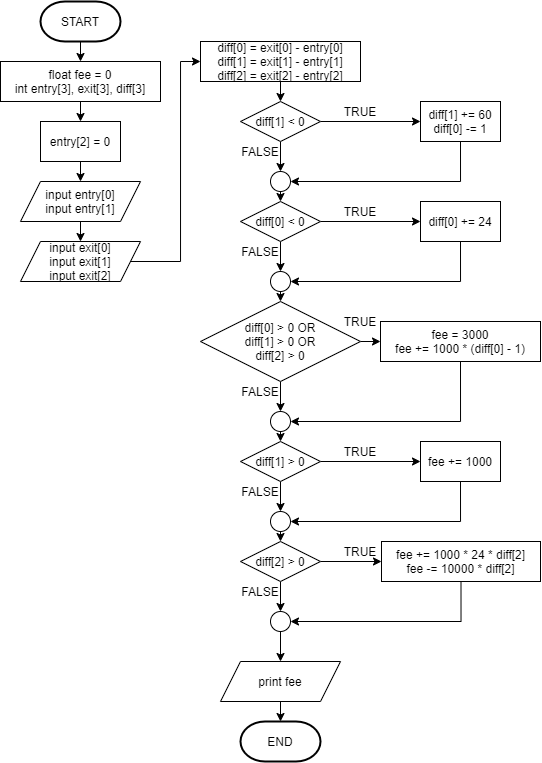 START
float fee = 0
int entry[3], exit[3], diff[3]
entry[2] = 0
input entry[0]
input entry[1]
input exit[0]
input exit[1]
input exit[2]
diff[0] = exit[0] - entry[0]
diff[1] = exit[1] - entry[1]
diff[2] = exit[2] - entry[2]
diff[1] < 0
TRUE
diff[1] += 60
diff[0] -= 1
FALSE
diff[0] < 0
TRUE
diff[0] += 24
FALSE
diff[0] > 0 OR
diff[1] > 0 OR
diff[2] > 0
TRUE
fee = 3000
fee += 1000 * (diff[0] - 1)
FALSE
diff[1] > 0
TRUE
fee += 1000
FALSE
diff[2] > 0
TRUE
fee += 1000 * 24 * diff[2]
fee -= 10000 * diff[2]
FALSE
print fee
END